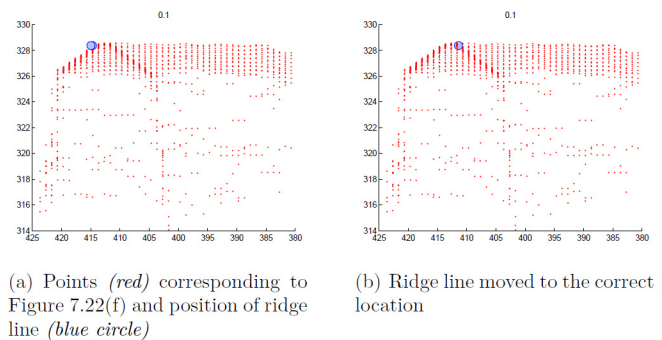 0.1
330
328
326
324
322
320
318
316
314
425 420 415 410 405 400 395 390 385 380
0.1
330
328
326
324
322
320
318
316
314
425 420 415 410 405 400 395 390 385 380
(a) Points (red) corresponding to
Figure 7.22(f) and position of ridge
line (blue circle)
(b) Ridge line moved to the correct
location